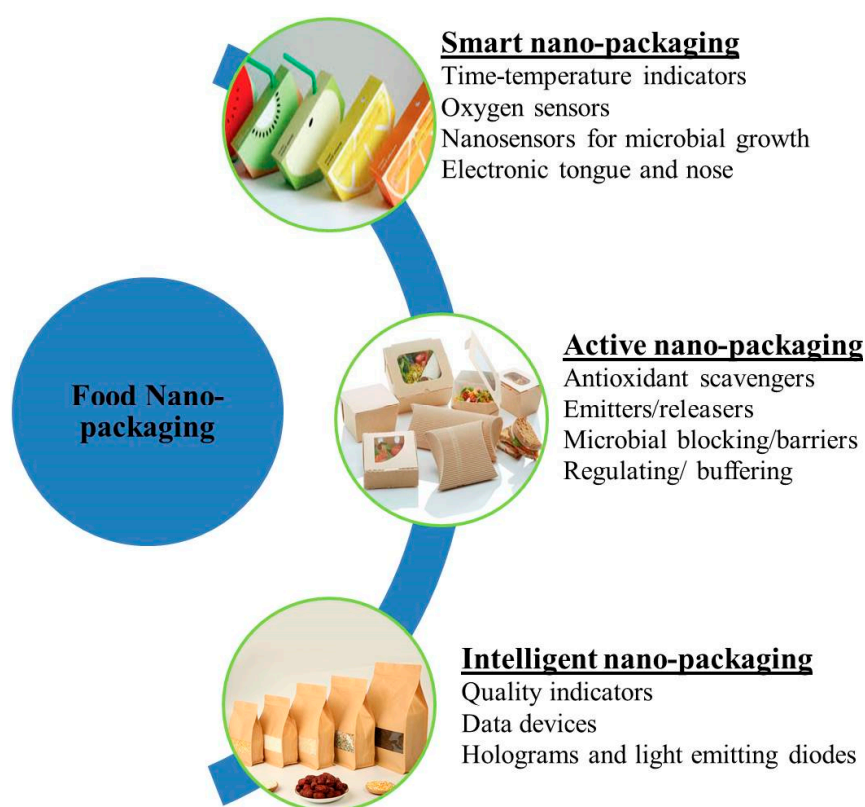 Smart nano-packaging
Time-temperature indicators
Oxygen sensors
Nanosensors for microbial growth
Electronic tongue and nose
Food Nano-
packaging
Active nano-packaging
Antioxidant scavengers
Emitters/releasers
Microbial blocking/barriers
Regulating/ buffering
Intelligent nano-packaging
Quality indicators
Data devices
Holograms and light emitting diodes